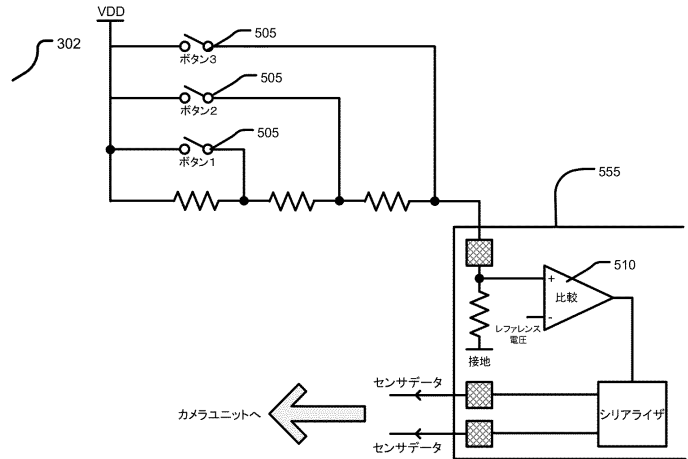 VDD
302
505
ボタン3
505
ボタン2
505
ボタン1
555
510
+
比較
-
レファレンス
電圧
接地
センサデータ
カメラユニットへ
シリアライザ
センサデータ